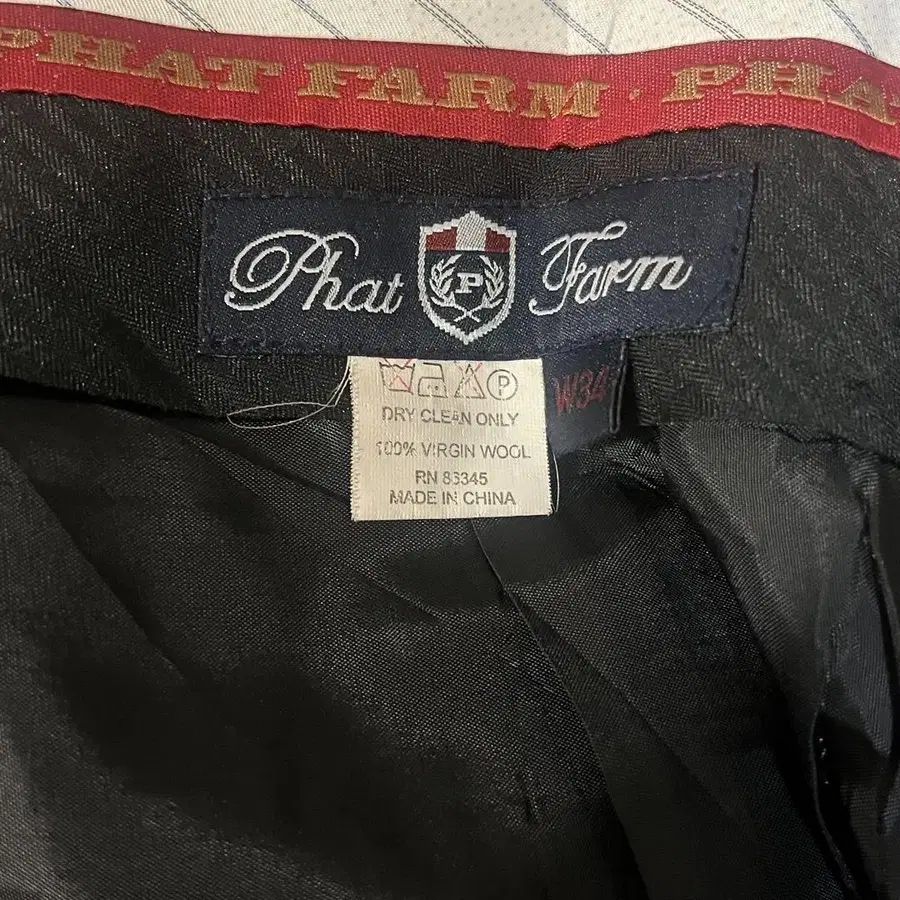 PHAT FARM · PHA
Phat P Farm
P
W34
DRY CLEAN ONLY
100% VIRGIN WOOL
RN 83345
MADE IN CHINA